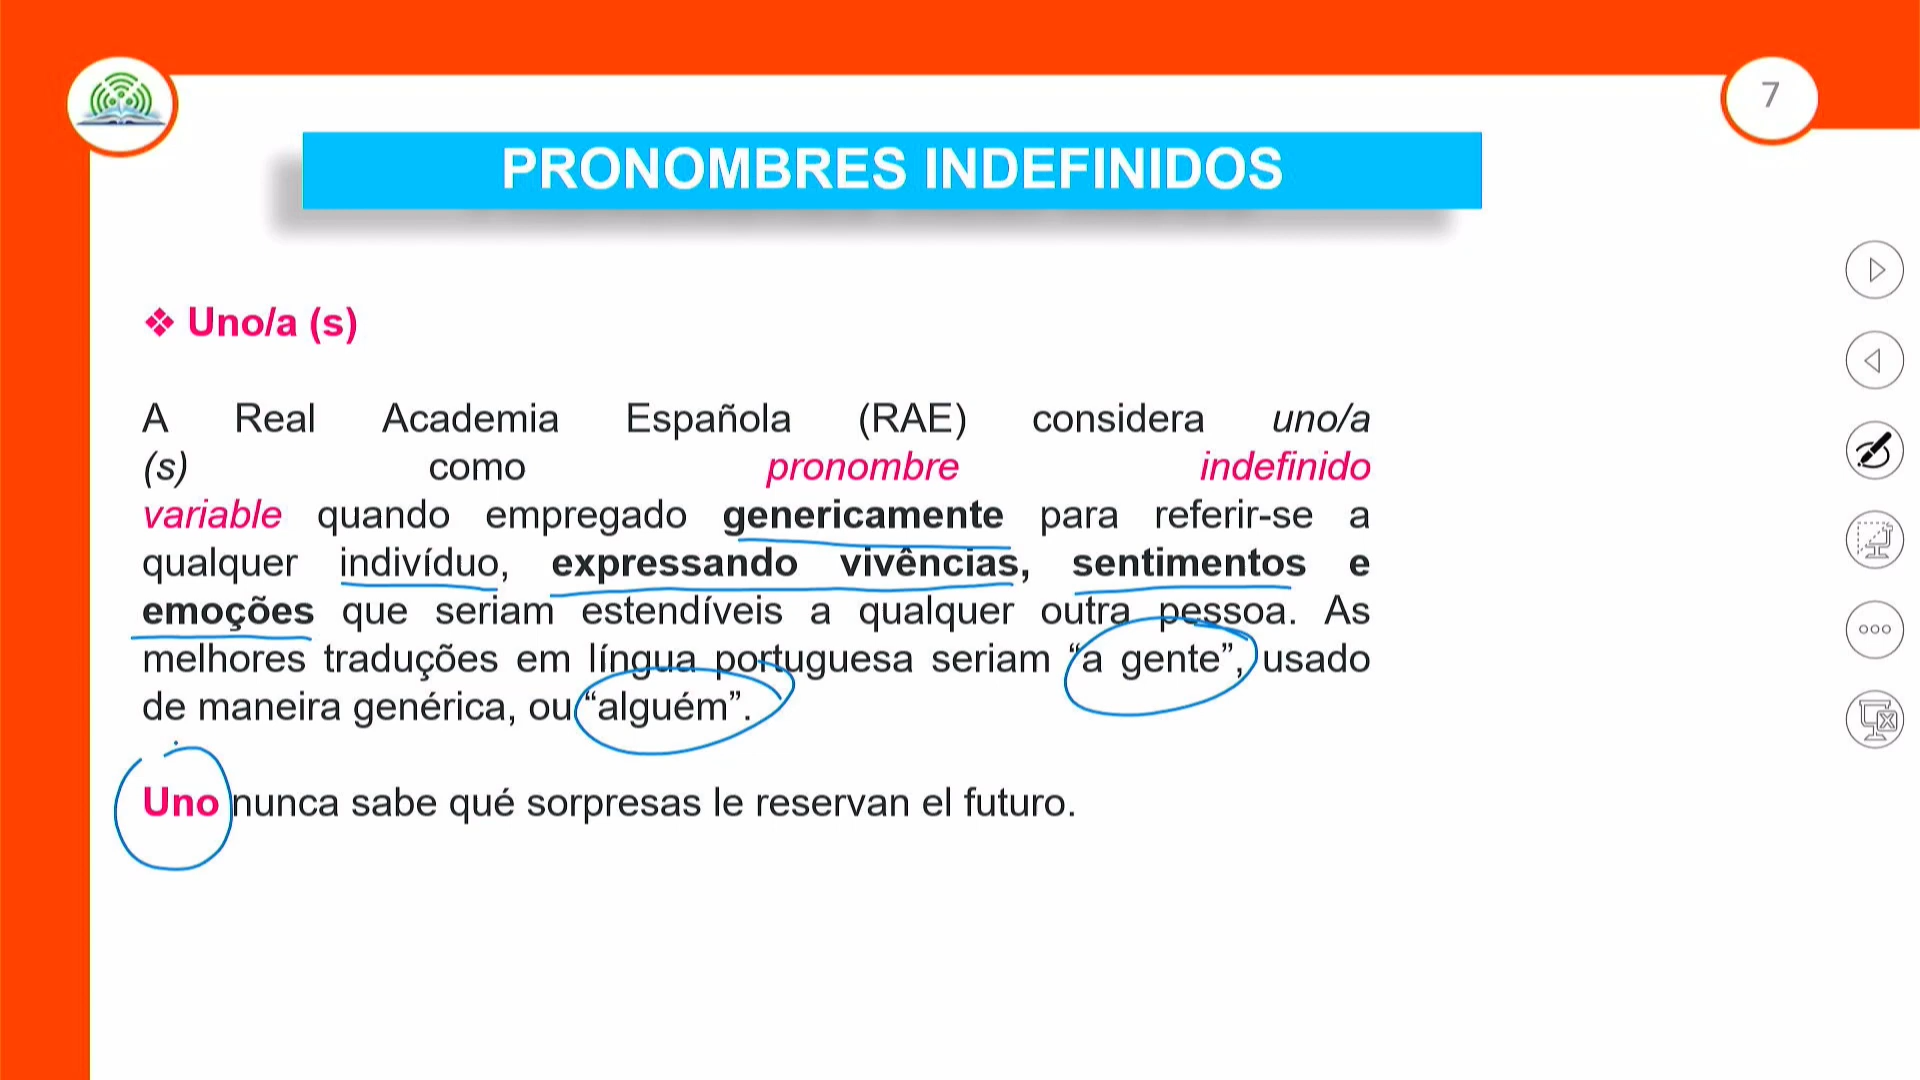 7
PRONOMBRES INDEFINIDOS
❖ Uno/a (s)
A Real Academia Española (RAE) considera uno/a
(s) como pronombre indefinido
variable quando empregado genericamente para referir-se a
qualquer indivíduo, expressando vivências, sentimentos e
emoções que seriam estendíveis a qualquer outra pessoa. As
melhores traduções em língua portuguesa seriam “a gente”, usado
de maneira genérica, ou “alguém”.
Uno nunca sabe qué sorpresas le reservan el futuro.